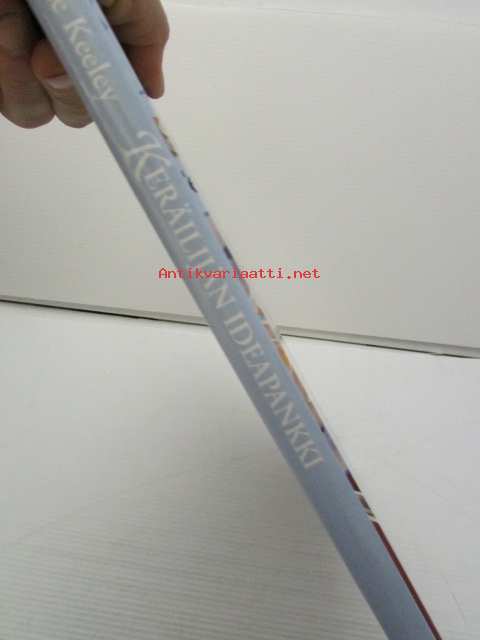 Keeley KERÄILIJÄN IDEAPANKKI
Antikvariaatti.net